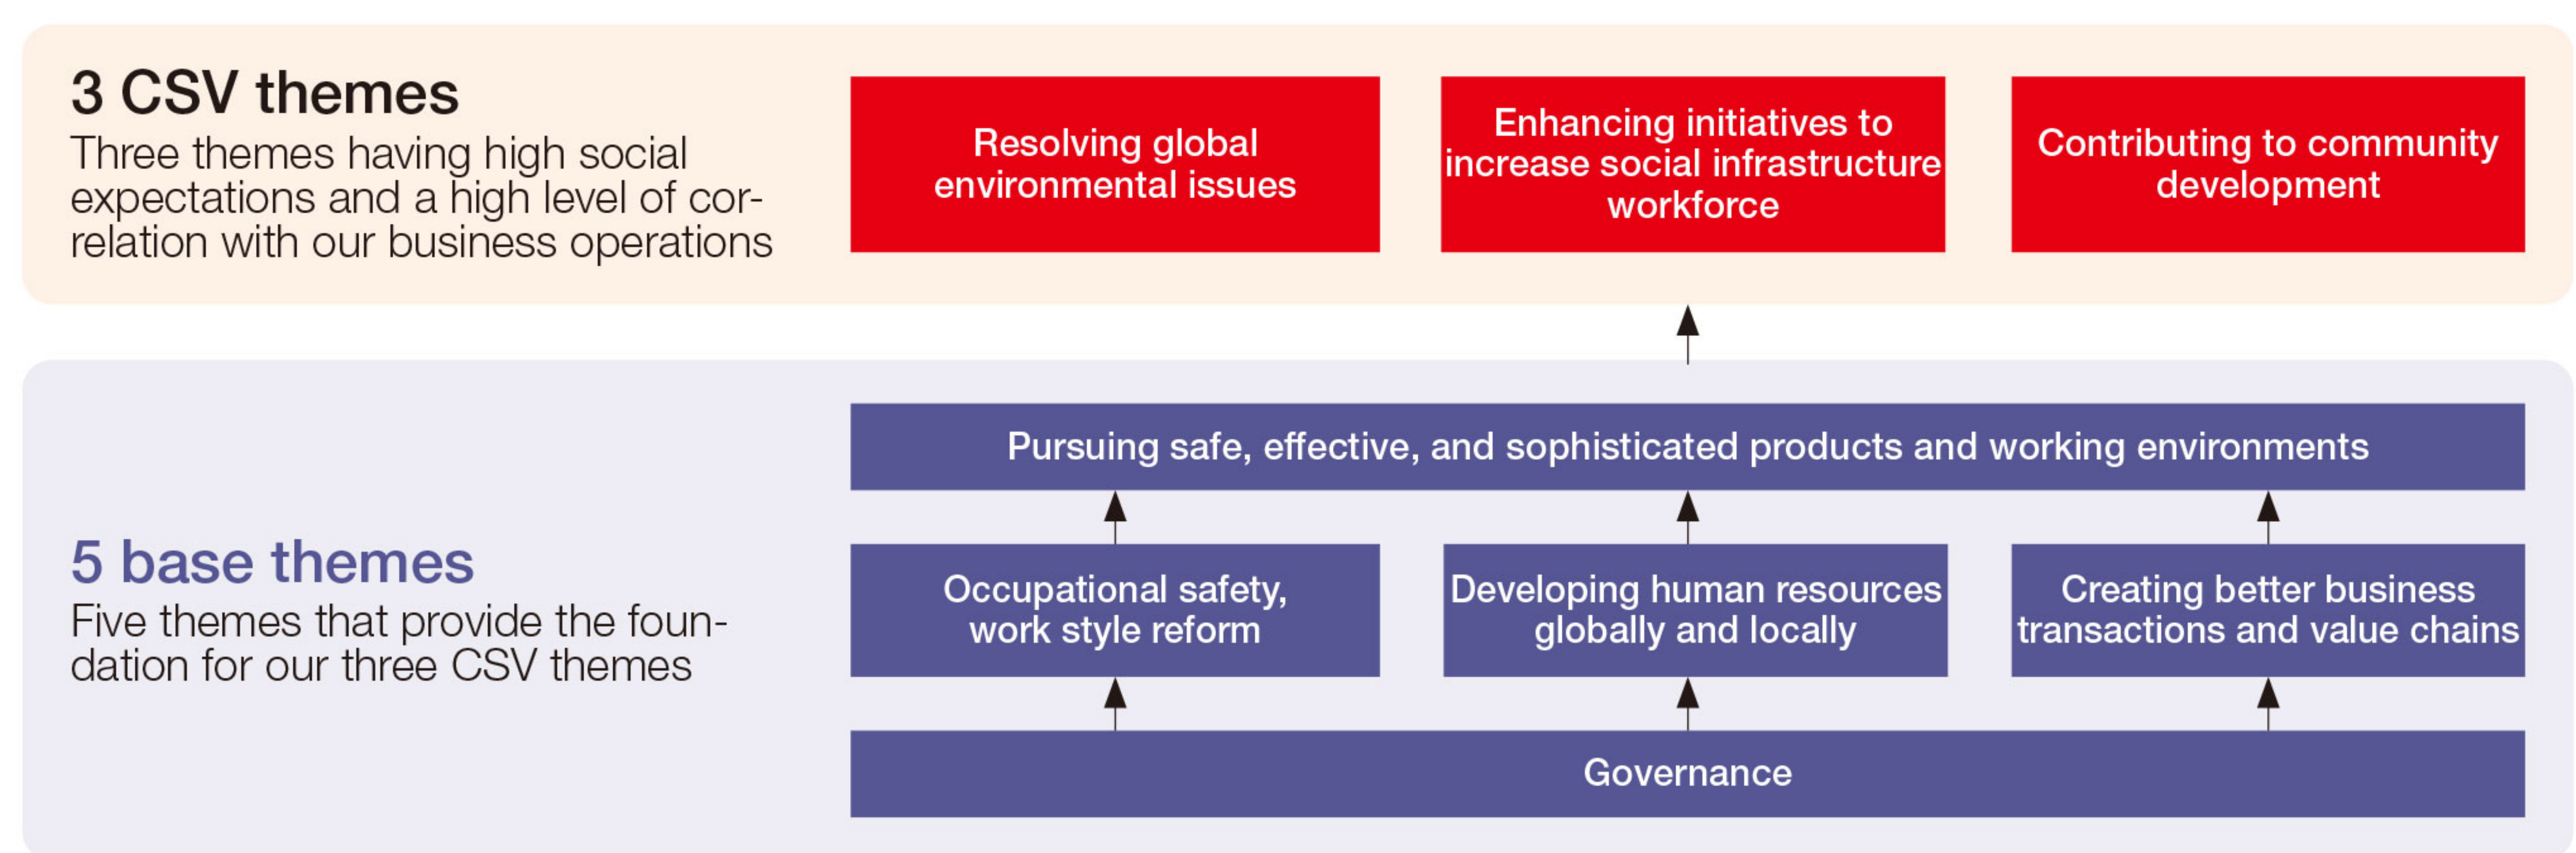 3 CSV themes
Three themes having high social
expectations and a high level of cor-
relation with our business operations
Resolving global
environmental issues
Enhancing initiatives to
increase social infrastructure
workforce
Contributing to community
development
5 base themes
Five themes that provide the foun-
dation for our three CSV themes
Pursuing safe, effective, and sophisticated products and working environments
Occupational safety,
work style reform
Developing human resources
globally and locally
Creating better business
transactions and value chains
Governance